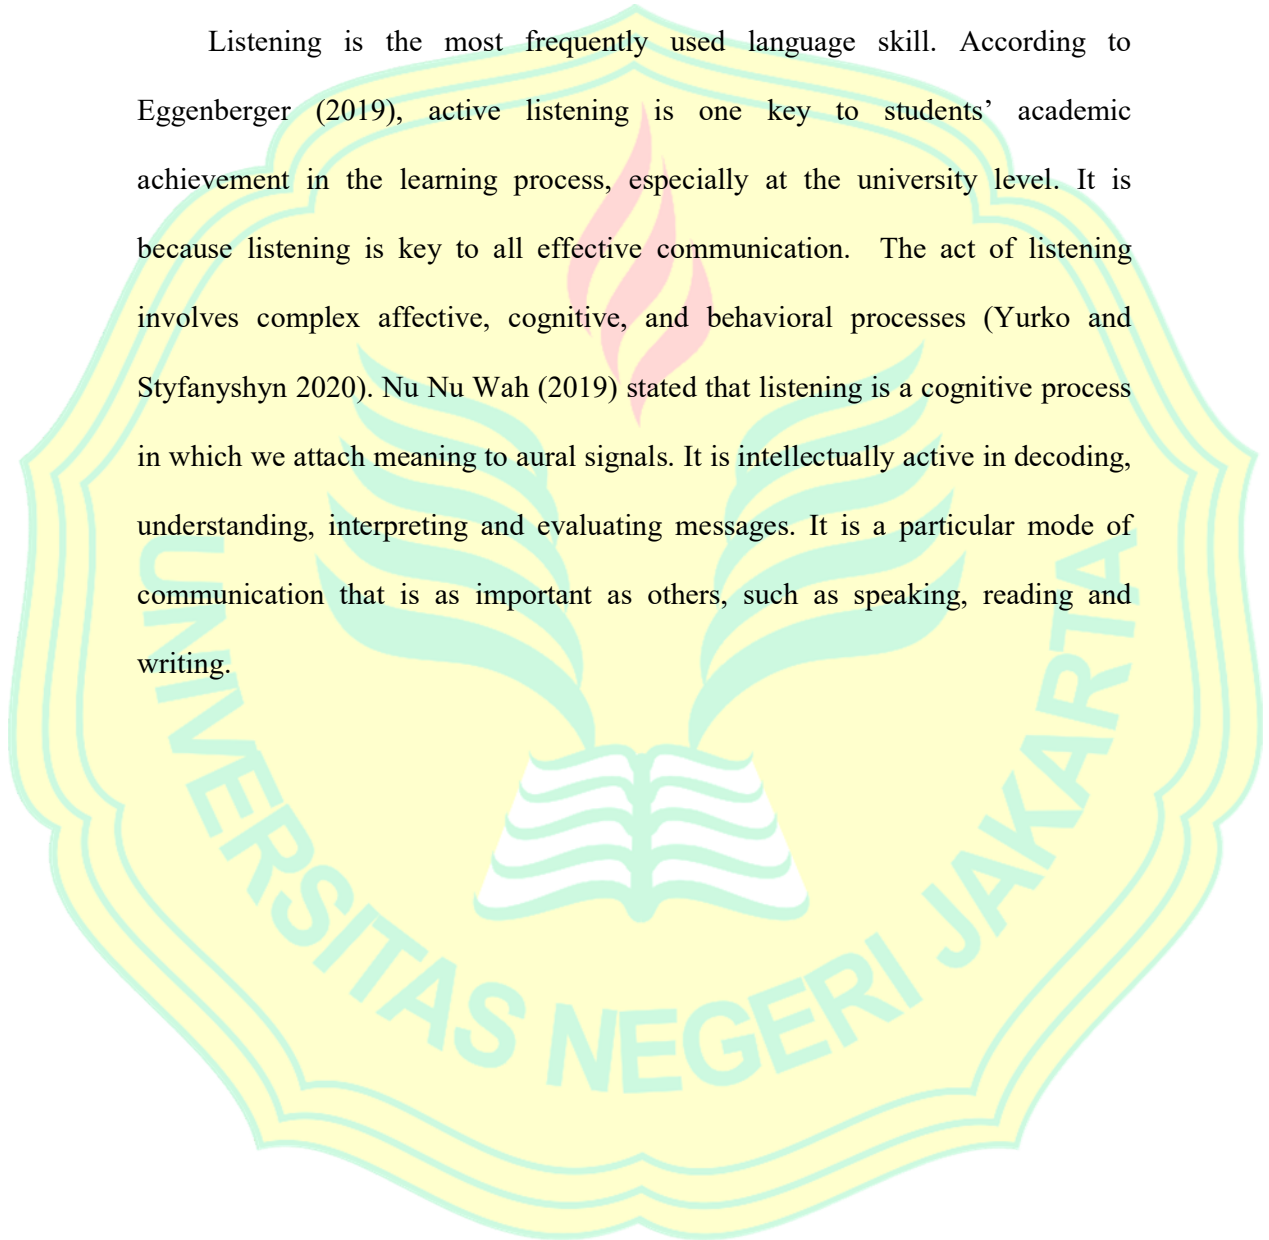 Listening is the most frequently used language skill. According to
Eggenberger (2019), active listening is one key to students’ academic
achievement in the learning process, especially at the university level. It is
because listening is key to all effective communication.  The act of listening
involves complex affective, cognitive, and behavioral processes (Yurko and
Styfanyshyn 2020). Nu Nu Wah (2019) stated that listening is a cognitive process
in which we attach meaning to aural signals. It is intellectually active in decoding,
understanding, interpreting and evaluating messages. It is a particular mode of
communication that is as important as others, such as speaking, reading and
writing.
UNIVERSITAS NEGERI JAKARTA